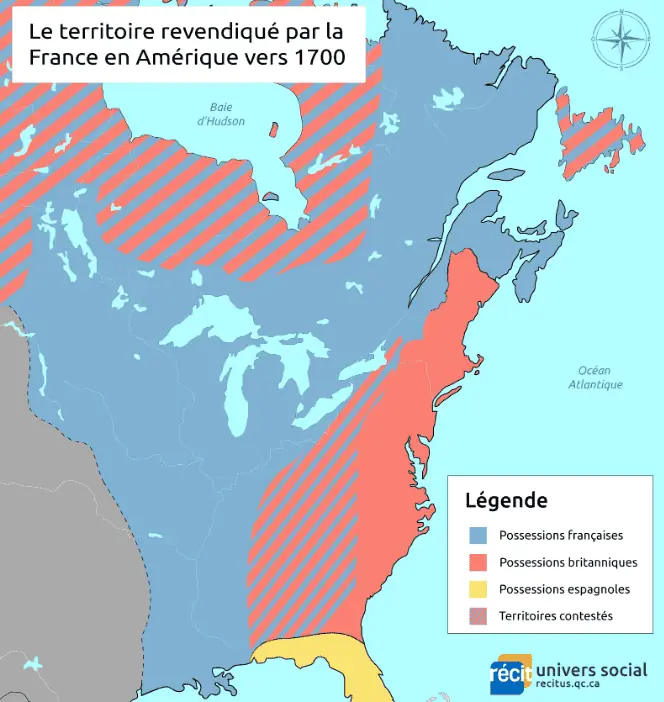 Le territoire revendiqué par la
France en Amérique vers 1700
Baie
d'Hudson
Océan
Atlantique
Légende
Possessions françaises
Possessions britanniques
Possessions espagnoles
Territoires contestés
récit univers social
recitus.qc.ca